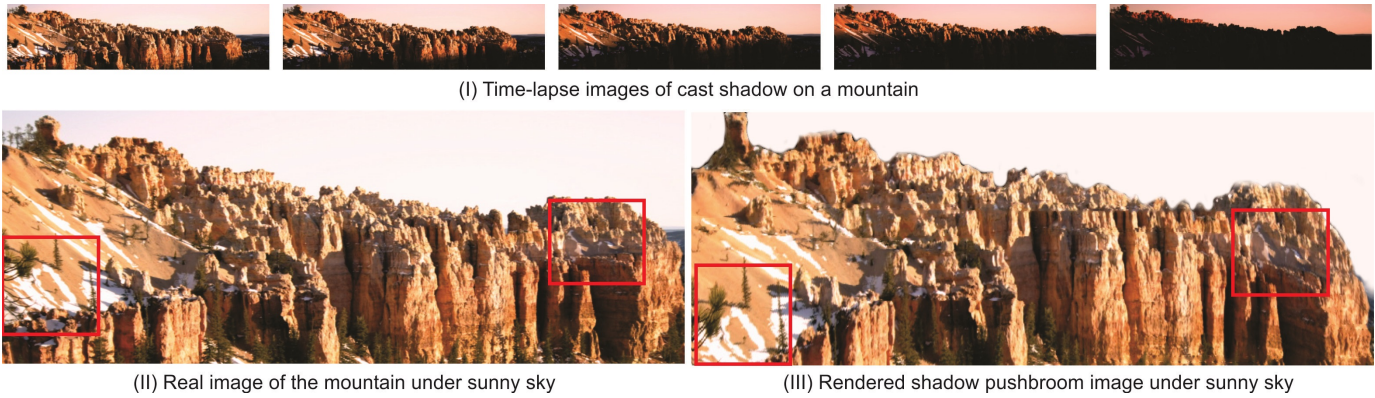 (I) Time-lapse images of cast shadow on a mountain
(II) Real image of the mountain under sunny sky
(III) Rendered shadow pushbroom image under sunny sky